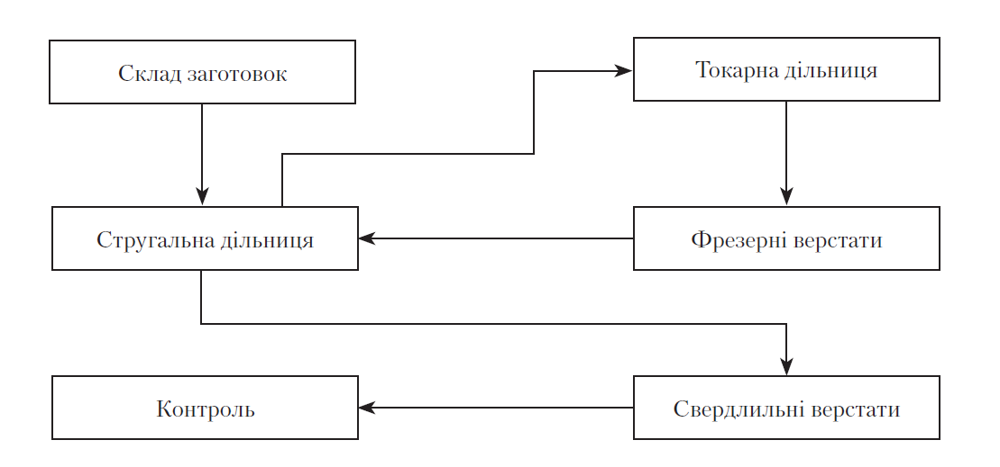 Склад заготовок
Токарна дільниця
Стругальна дільниця
Фрезерні верстати
Контроль
Свердлильні верстати